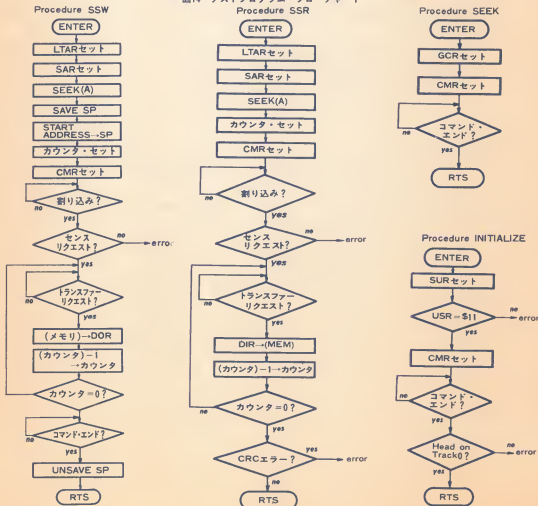 Procedure SSW
ENTER
LTARセット
SARセット
SEEK(A)
SAVE SP
START
ADDRESS→SP
カウンタ・セット
CMRセット
割り込み?
no
yes
センス
リクエスト?
no
error
yes
トランスファー
リクエスト?
yes
(メモリ)→DOR
(カウンタ)-1
→カウンタ
カウンタ=0?
no
yes
コマンド・エンド?
yes
UNSAVE SP
RTS
Procedure SSR
ENTER
LTARセット
SARセット
SEEK(A)
カウンタ・セット
CMRセット
割り込み?
no
yes
センス
リクエスト?
no
error
yes
トランスファー
リクエスト?
yes
DIR→(MEM)
(カウンタ)-1→カウンタ
カウンタ=0?
no
yes
CRCエラー?
yes
error
no
RTS
Procedure SEEK
ENTER
GCRセット
CMRセット
コマンド・
エンド?
no
yes
RTS
Procedure INITIALIZE
ENTER
SURセット
USR=$11
no
error
yes
CMRセット
コマンド・
エンド?
no
yes
Head on
Track0?
no
error
yes
RTS